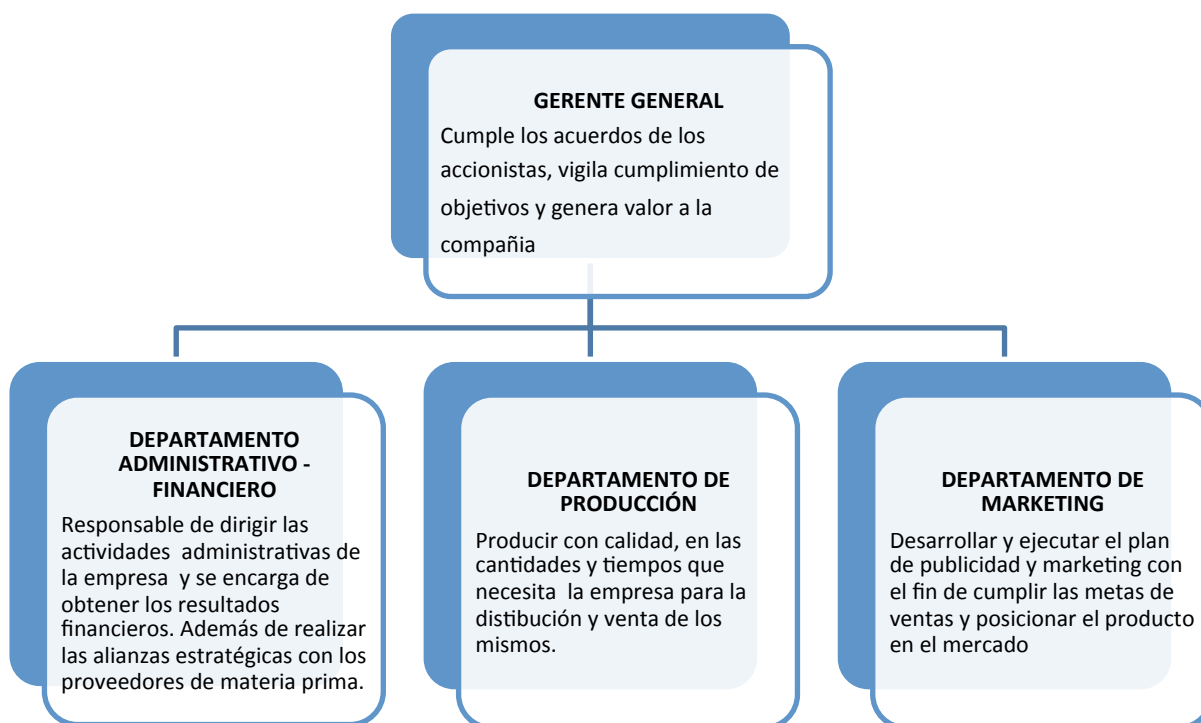 GERENTE GENERAL
Cumple los acuerdos de los
accionistas, vigila cumplimiento de
objetivos y genera valor a la
compañia
DEPARTAMENTO
ADMINISTRATIVO -
FINANCIERO
Responsable de dirigir las
actividades administrativas de
la empresa y se encarga de
obtener los resultados
financieros. Además de realizar
las alianzas estratégicas con los
proveedores de materia prima.
DEPARTAMENTO DE
PRODUCCIÓN
Producir con calidad, en las
cantidades y tiempos que
necesita la empresa para la
distibución y venta de los
mismos.
DEPARTAMENTO DE
MARKETING
Desarrollar y ejecutar el plan
de publicidad y marketing con
el fin de cumplir las metas de
ventas y posicionar el producto
en el mercado